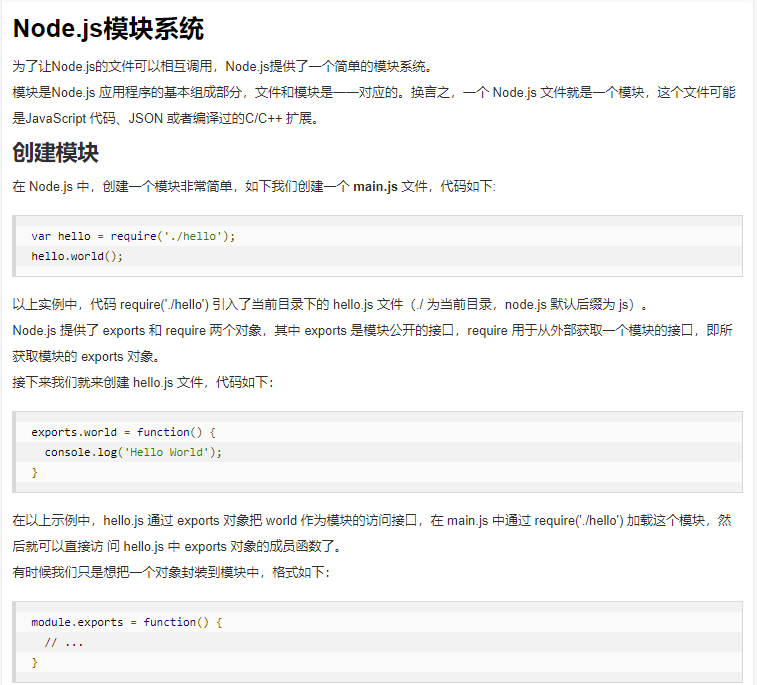 Node.js模块系统
为了让Node.js的文件可以相互调用，Node.js提供了一个简单的模块系统。
模块是Node.js 应用程序的基本组成部分，文件和模块是一一对应的。换言之，一个 Node.js 文件就是一个模块，这个文件可能
是JavaScript 代码、JSON 或者编译过的C/C++ 扩展。
创建模块
在 Node.js 中，创建一个模块非常简单，如下我们创建一个 main.js 文件，代码如下:
var hello = require('./hello');
hello.world();
以上实例中，代码 require('./hello') 引入了当前目录下的 hello.js 文件（./ 为当前目录，node.js 默认后缀为 js）。
Node.js 提供了 exports 和 require 两个对象，其中 exports 是模块公开的接口，require 用于从外部获取一个模块的接口，即所
获取模块的 exports 对象。
接下来我们就来创建 hello.js 文件，代码如下：
exports.world = function() {
  console.log('Hello World');
}
在以上示例中，hello.js 通过 exports 对象把 world 作为模块的访问接口，在 main.js 中通过 require('./hello') 加载这个模块，然
后就可以直接访 问 hello.js 中 exports 对象的成员函数了。
有时候我们只是想把一个对象封装到模块中，格式如下：
module.exports = function() {
  // ...
}